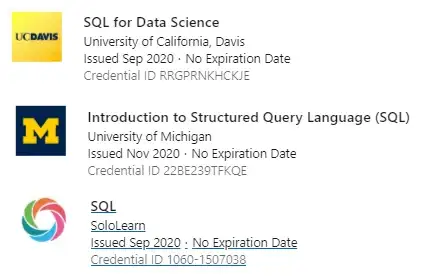 UCDAVIS
SQL for Data Science
University of California, Davis
Issued Sep 2020 · No Expiration Date
Credential ID RRGPRNKHCKJE
M
Introduction to Structured Query Language (SQL)
University of Michigan
Issued Nov 2020 · No Expiration Date
Credential ID 22BE239TFKQE
SQL
SoloLearn
Issued Sep 2020 · No Expiration Date
Credential ID 1060-1507038